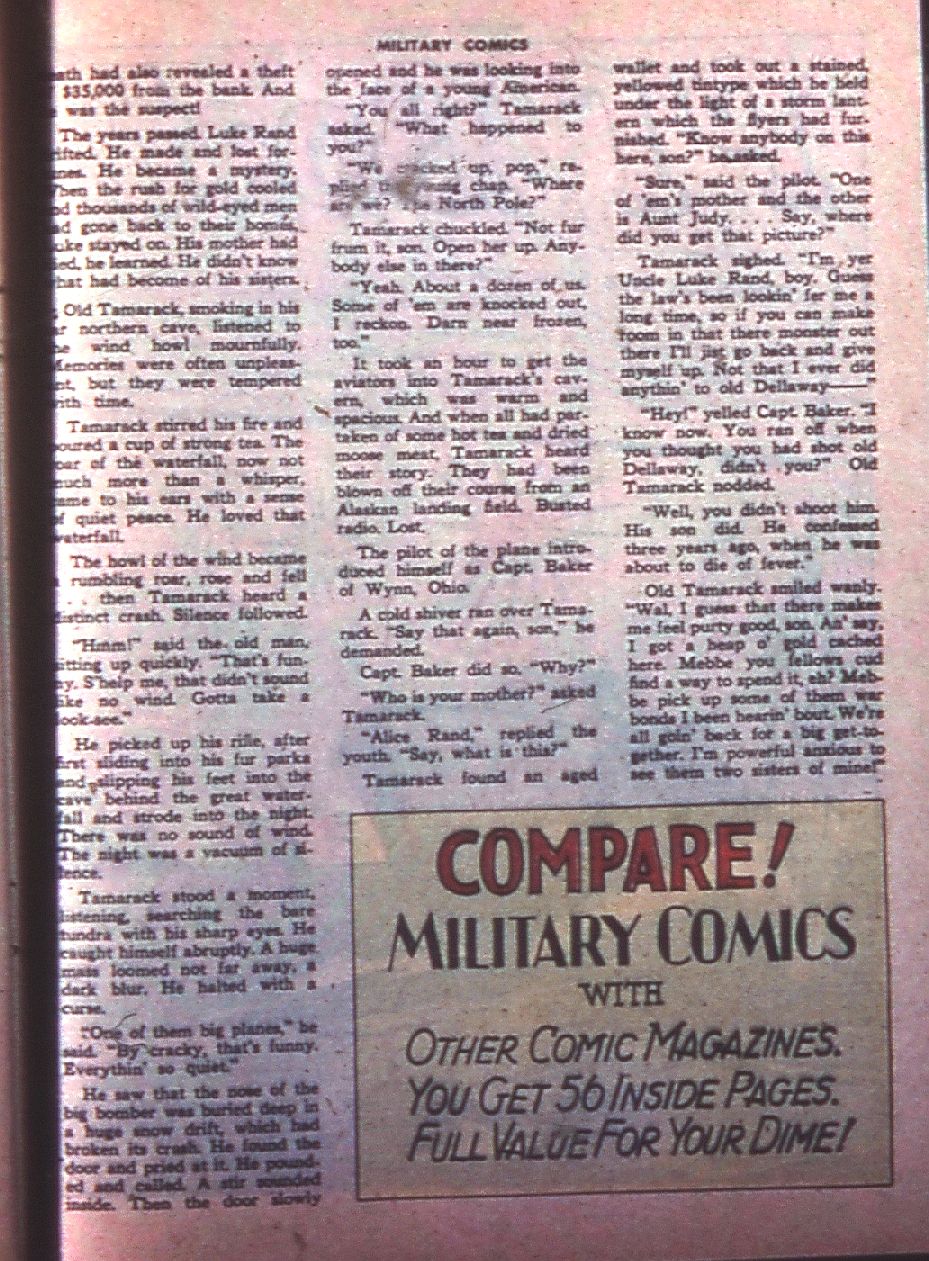 MILITARY COMICS
had also revealed a theft
$35,000 from the bank. And
was the suspect!
The years passed. Luke Rand
He made and lost for-
He became a mystery.
the rush for gold cooled
thousands of wild-eyed men
gone back to their homes,
stayed on. His mother had
he learned. He didn't know
had become of his sisters.
Old Tamarack, smoking in his
northern cave, listened to
wind howl mournfully.
were often unpleas-
but they were tempered
time.
Tamarack stirred his fire and
a cup of strong tea. The
of the waterfall, now not
much more than a whisper,
to his ears with a sense
quiet peace. He loved that
waterfall.
The howl of the wind became
rumbling roar, rose and fell
. . . then Tamarack heard a
distinct crash. Silence followed.
"Hmm!" said the old man,
sitting up quickly. "That's fun-
ny. S'help me, that didn't sound
like no wind. Gotta take a
look-see."
He picked up his rifle, after
first sliding into his fur parka
and slipping his feet into the
cave behind the great water-
fall and strode into the night.
There was no sound of wind.
The night was a vacuum of si-
lence.
Tamarack stood a moment,
listening, searching the bare
tundra with his sharp eyes. He
caught himself abruptly. A huge
mass loomed not far away, a
dark blur. He halted with a
curse.
"One of them big planes," he
said. "By cracky, that's funny.
Everythin' so quiet."
He saw that the nose of the
big bomber was buried deep in
a huge snow drift, which had
broken its crash. He found the
door and pried at it. He pound-
ed and called. A stir sounded
inside. Then the door slowly
opened and he was looking into
the face of a young American.
"You all right?" Tamarack
asked. "What happened to
you?"
"We cracked up, pop," re-
plied the young chap. "Where
are we? North Pole?"
Tamarack chuckled. "Not fur
from it, son. Open her up. Any-
body else in there?"
"Yeah. About a dozen of us.
Some of 'em are knocked out,
I reckon. Darn near frozen,
too."
It took an hour to get the
aviators into Tamarack's cav-
ern, which was warm and
spacious. And when all had par-
taken of some hot tea and dried
moose meat, Tamarack heard
their story. They had been
blown off their course from an
Alaskan landing field. Busted
radio. Lost.
The pilot of the plane intro-
duced himself as Capt. Baker
of Wynn, Ohio.
A cold shiver ran over Tama-
rack. "Say that again, son," he
demanded.
Capt. Baker did so. "Why?"
"Who is your mother?" asked
Tamarack.
"Alice Rand," replied the
youth. "Say, what is this?"
Tamarack found an aged
wallet and took out a stained,
yellowed tintype which he held
under the light of a storm lant-
ern which the flyers had fur-
nished. "Know anybody on this
here, son?" he asked.
"Sure," said the pilot. "One
of 'em's mother and the other
is Aunt Judy. . . . Say, where
did you get that picture?"
Tamarack sighed. "I'm yer
Uncle Luke Rand, boy. Guess
the law's been lookin' fer me a
long time, so if you can make
room in that there monster out
there I'll jist go back and give
myself up. Not that I ever did
anythin' to old Dellaway——"
"Hey!" yelled Capt. Baker. "I
know now. You ran off when
you thought you had shot old
Dellaway, didn't you?" Old
Tamarack nodded.
"Well, you didn't shoot him.
His son did. He confessed
three years ago, when he was
about to die of fever."
Old Tamarack smiled wanly.
"Wal, I guess that there makes
me feel purty good, son. An' say,
I got a heap o' gold cached
here. Mebbe you fellows cud
find a way to spend it, eh? Meb-
be pick up some of them war
bonds I been hearin' bout. We're
all goin' back for a big get-to-
gether. I'm powerful anxious to
see them two sisters of mine!"
COMPARE!
MILITARY COMICS
WITH
OTHER COMIC MAGAZINES.
YOU GET 56 INSIDE PAGES.
FULL VALUE FOR YOUR DIME!